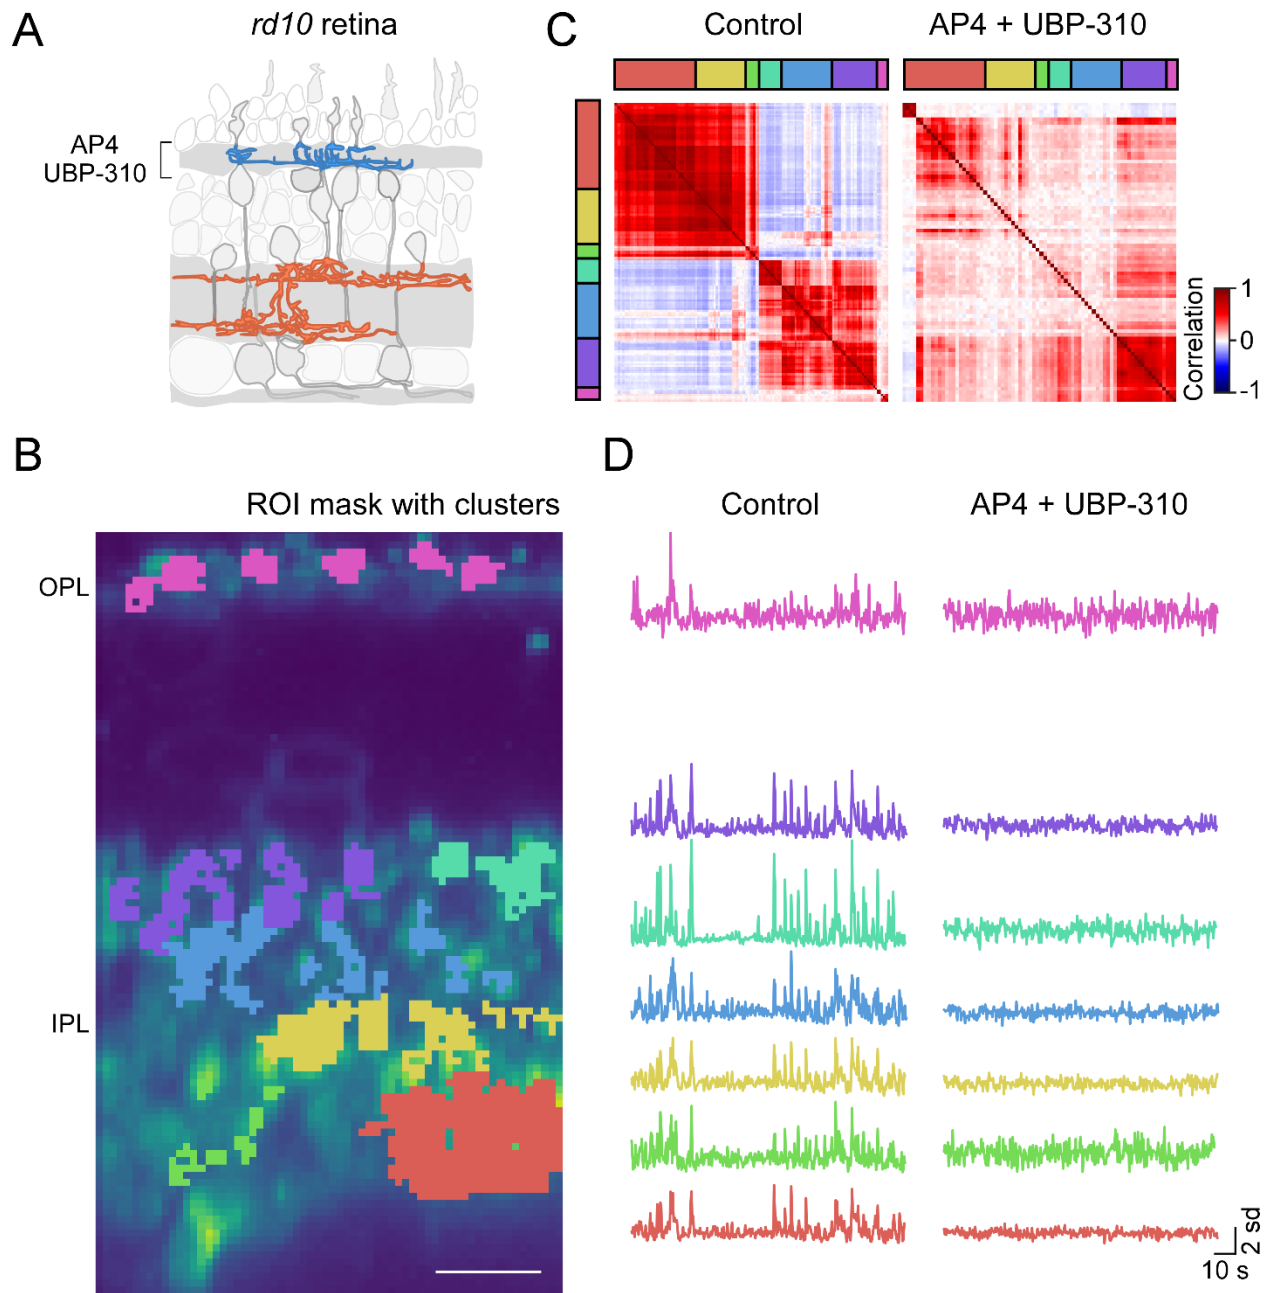 A
rd10 retina
AP4
UBP-310
C
Control
AP4 + UBP-310
Correlation
1
0
-1
B
ROI mask with clusters
OPL
IPL
D
Control
AP4 + UBP-310
2 sd
10 s